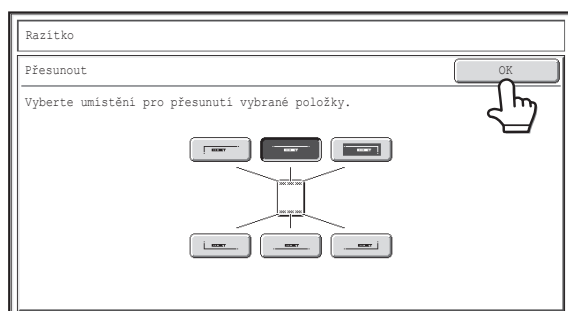 Razítko
Přesunout
OK
Vyberte umístění pro přesunutí vybrané položky.